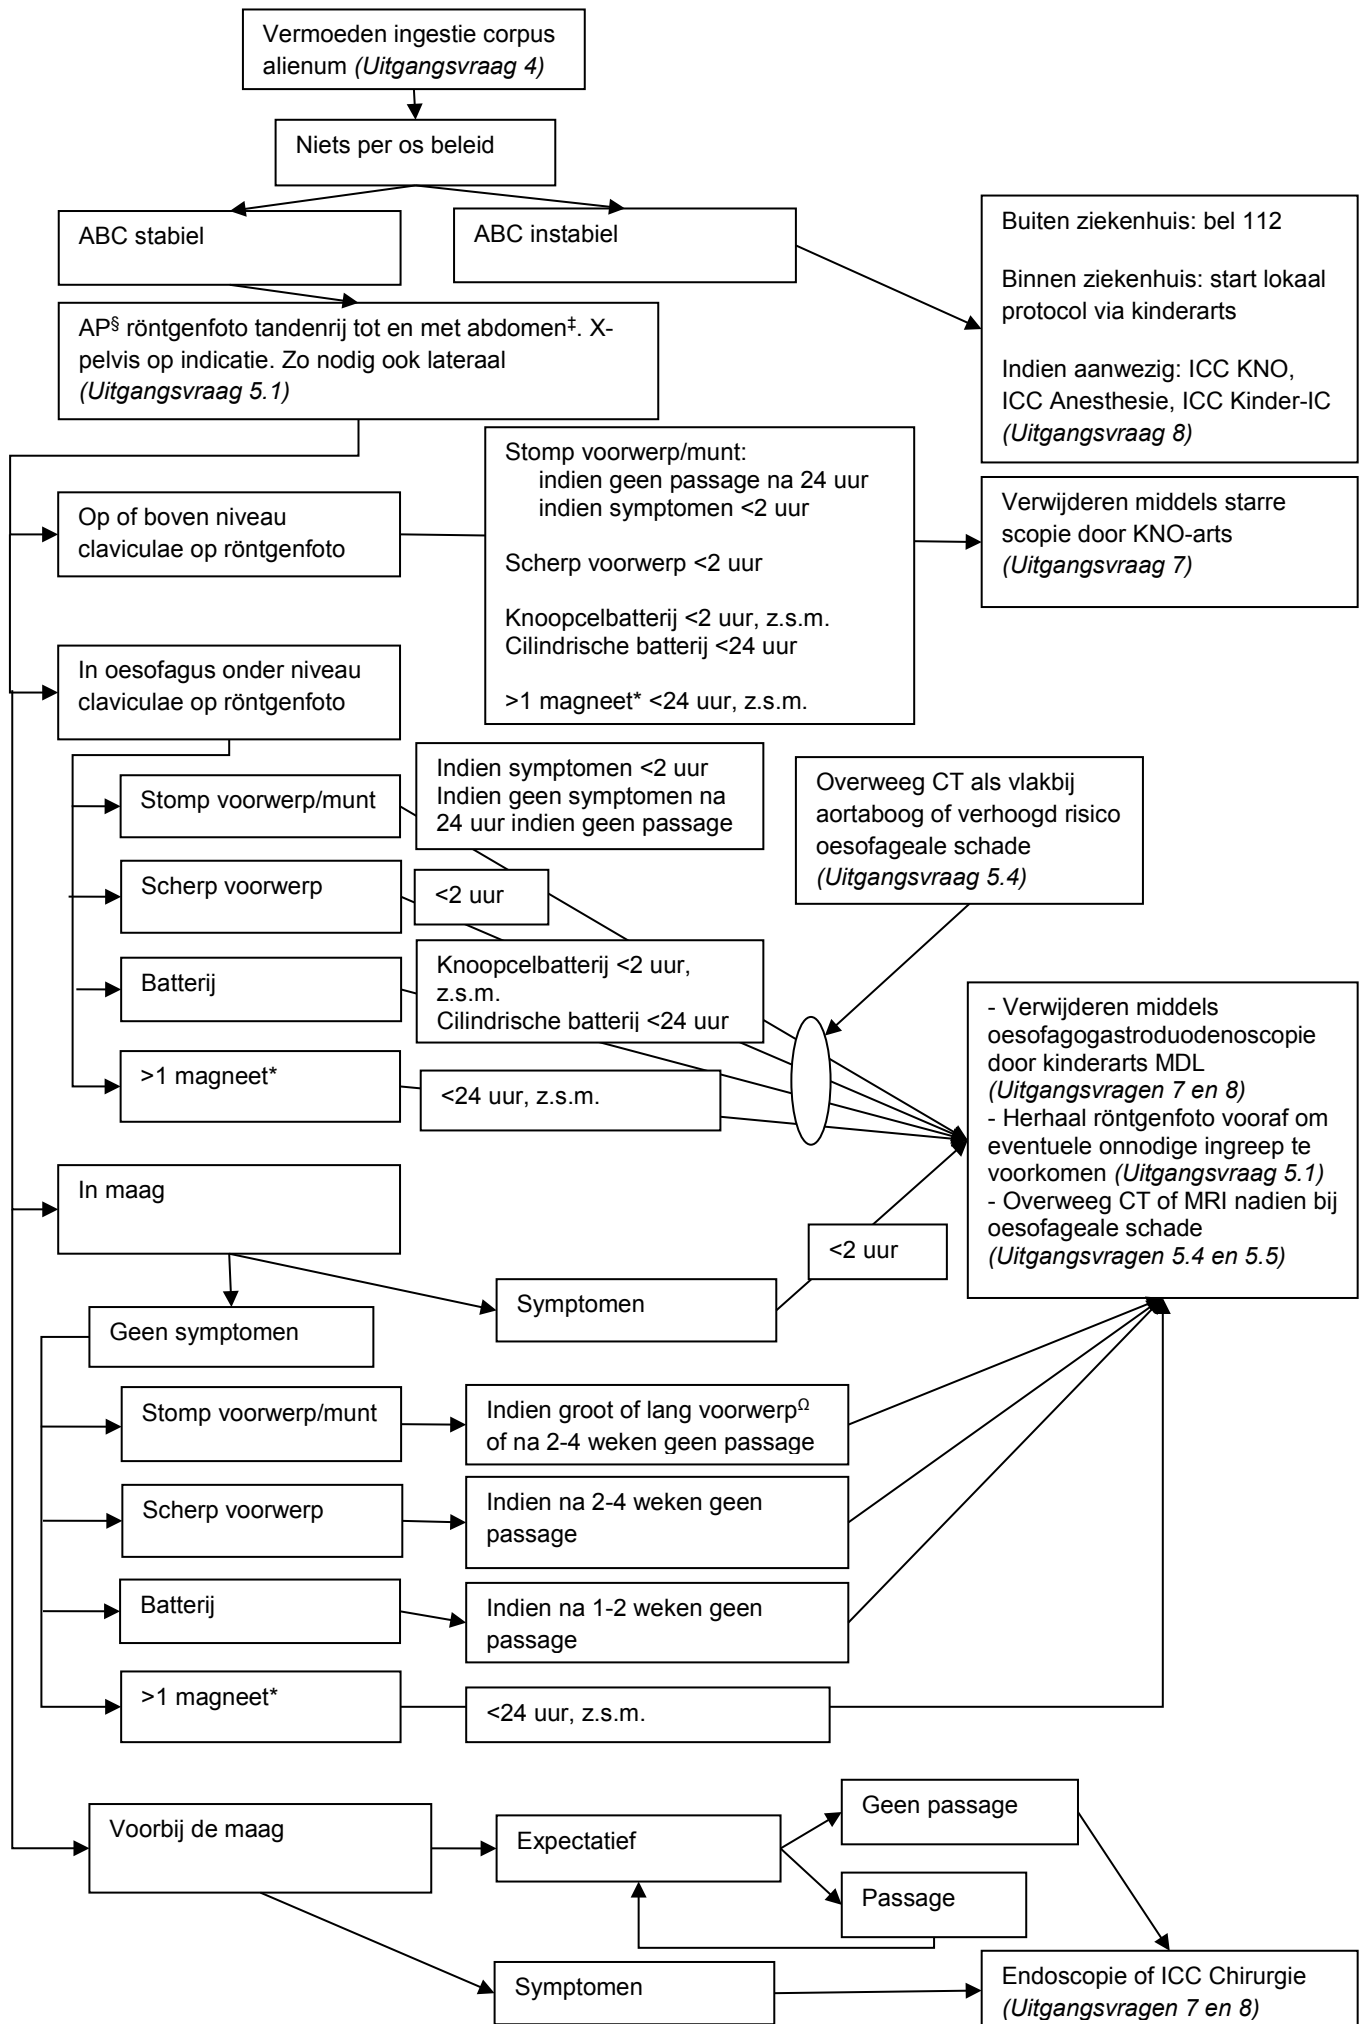 Vermoeden ingestie corpus
alienum (Uitgangsvraag 4)
Niets per os beleid
ABC stabiel
ABC instabiel
Buiten ziekenhuis: bel 112
Binnen ziekenhuis: start lokaal
protocol via kinderarts
Indien aanwezig: ICC KNO,
ICC Anesthesie, ICC Kinder-IC
(Uitgangsvraag 8)
AP§ röntgenfoto tandenrij tot en met abdomen‡. X-
pelvis op indicatie. Zo nodig ook lateraal
(Uitgangsvraag 5.1)
Op of boven niveau
claviculae op röntgenfoto
Stomp voorwerp/munt:
indien geen passage na 24 uur
indien symptomen <2 uur
Scherp voorwerp <2 uur
Knoopcelbatterij <2 uur, z.s.m.
Cilindrische batterij <24 uur
>1 magneet* <24 uur, z.s.m.
Verwijderen middels starre
scopie door KNO-arts
(Uitgangsvraag 7)
In oesofagus onder niveau
claviculae op röntgenfoto
Stomp voorwerp/munt
Indien symptomen <2 uur
Indien geen symptomen na
24 uur indien geen passage
Overweeg CT als vlakbij
aortaboog of verhoogd risico
oesofageale schade
(Uitgangsvraag 5.4)
Scherp voorwerp
<2 uur
Batterij
Knoopcelbatterij <2 uur,
z.s.m.
Cilindrische batterij <24 uur
>1 magneet*
<24 uur, z.s.m.
- Verwijderen middels
oesofagogastroduodenoscopie
door kinderarts MDL
(Uitgangsvragen 7 en 8)
- Herhaal röntgenfoto vooraf om
eventuele onnodige ingreep te
voorkomen (Uitgangsvraag 5.1)
- Overweeg CT of MRI nadien bij
oesofageale schade
(Uitgangsvragen 5.4 en 5.5)
In maag
<2 uur
Symptomen
Geen symptomen
Stomp voorwerp/munt
Indien groot of lang voorwerpΩ
of na 2-4 weken geen passage
Scherp voorwerp
Indien na 2-4 weken geen
passage
Batterij
Indien na 1-2 weken geen
passage
>1 magneet*
<24 uur, z.s.m.
Voorbij de maag
Expectatief
Geen passage
Passage
Symptomen
Endoscopie of ICC Chirurgie
(Uitgangsvragen 7 en 8)